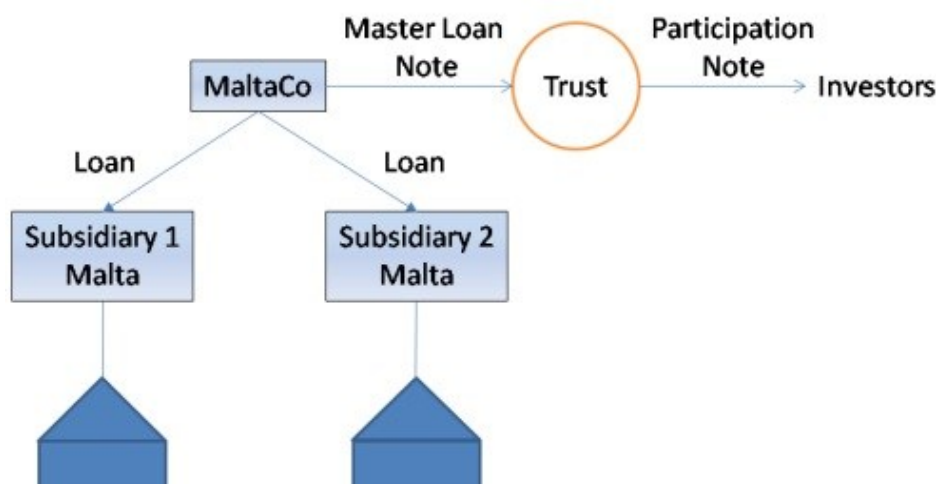 Master Loan
Note
Participation
Note
MaltaCo
Trust
Investors
Loan
Loan
Subsidiary 1
Malta
Subsidiary 2
Malta